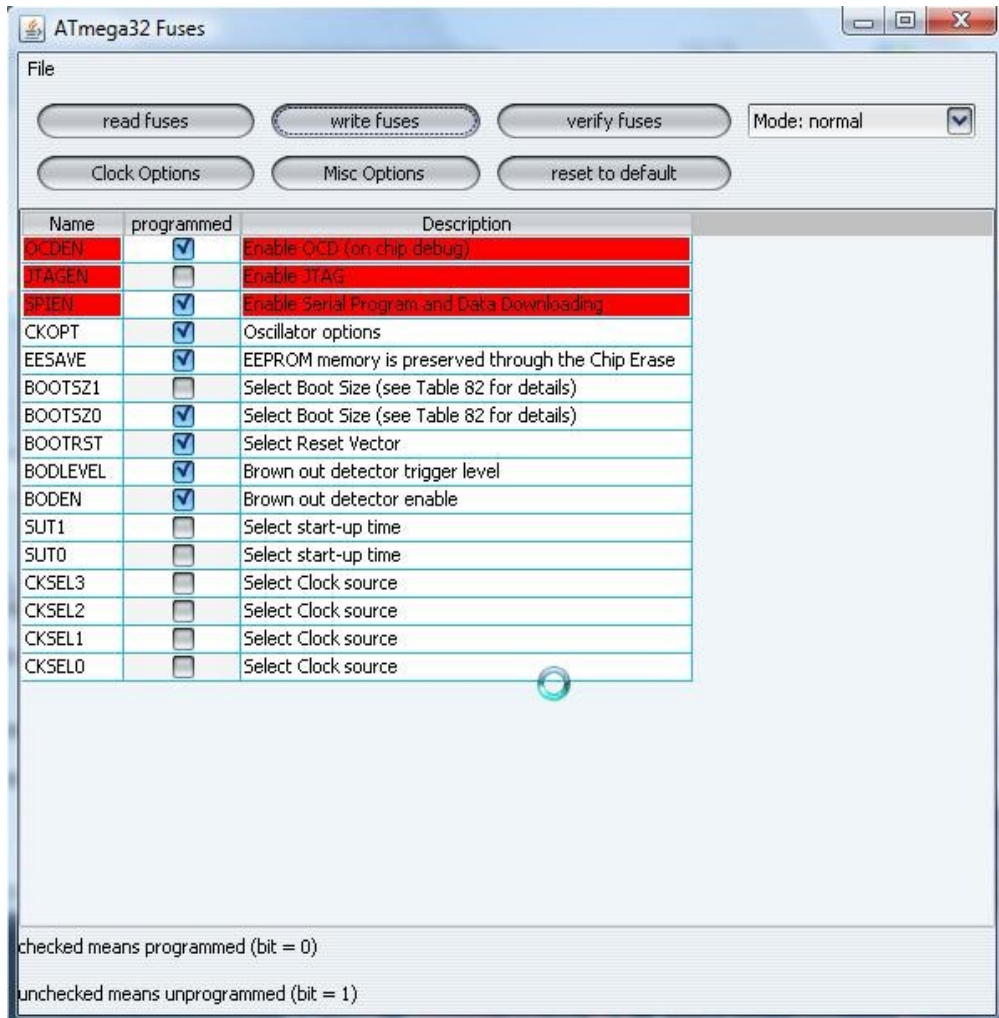 ATmega32 Fuses
File
read fuses write fuses verify fuses Mode: normal
Clock Options Misc Options reset to default
Name programmed Description
OCDEN Enable OCD (on chip debug)
JTAGEN Enable JTAG
SPIEN Enable Serial Program and Data Downloading
CKOPT Oscillator options
EESAVE EEPROM memory is preserved through the Chip Erase
BOOTSZ1 Select Boot Size (see Table 82 for details)
BOOTSZ0 Select Boot Size (see Table 82 for details)
BOOTRST Select Reset Vector
BODLEVEL Brown out detector trigger level
BODEN Brown out detector enable
SUT1 Select start-up time
SUT0 Select start-up time
CKSEL3 Select Clock source
CKSEL2 Select Clock source
CKSEL1 Select Clock source
CKSEL0 Select Clock source
checked means programmed (bit = 0)
unchecked means unprogrammed (bit = 1)